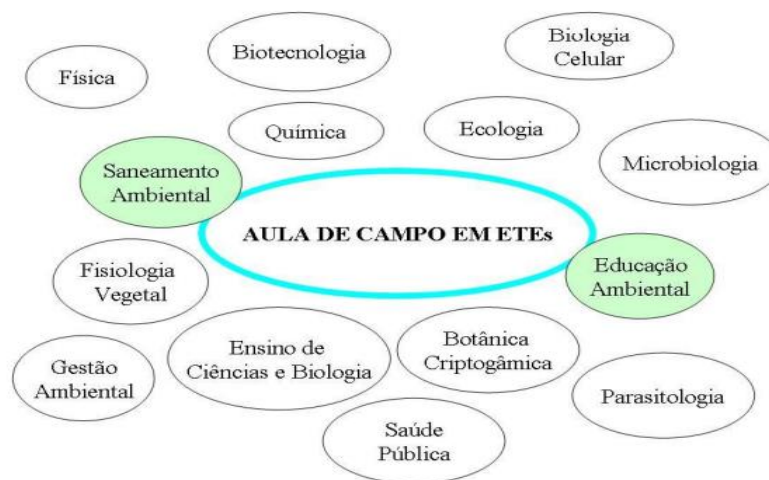 Biotecnologia
Biologia
Celular
Física
Química
Ecologia
Microbiologia
Saneamento
Ambiental
AULA DE CAMPO EM ETEs
Educação
Ambiental
Fisiologia
Vegetal
Ensino de
Ciências e Biologia
Botânica
Criptogâmica
Gestão
Ambiental
Parasitologia
Saúde
Pública